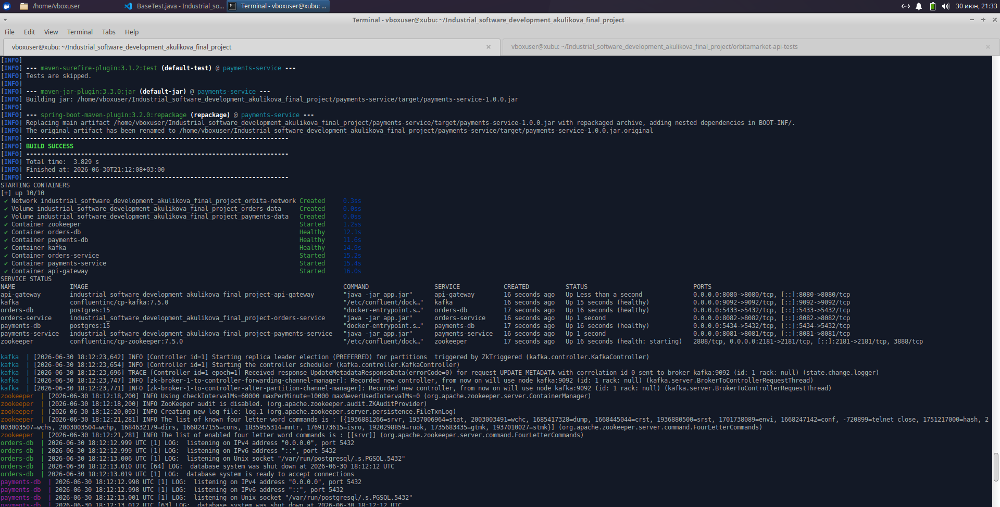 /home/vboxuser
BaseTest.java - Industrial_so...
Terminal - vboxuser@xubu: ...
30 июн, 21:33
Terminal - vboxuser@xubu: ~/Industrial_software_development_akulikova_final_project
File Edit View Terminal Tabs Help
vboxuser@xubu: ~/Industrial_software_development_akulikova_final_project
vboxuser@xubu: ~/Industrial_software_development_akulikova_final_project/orbitamarket-api-tests
[INFO]
[INFO] --- maven-surefire-plugin:3.1.2:test (default-test) @ payments-service ---
[INFO] Tests are skipped.
[INFO]
[INFO] --- maven-jar-plugin:3.3.0:jar (default-jar) @ payments-service ---
[INFO] Building jar: /home/vboxuser/Industrial_software_development_akulikova_final_project/payments-service/target/payments-service-1.0.0.jar
[INFO]
[INFO] --- spring-boot-maven-plugin:3.2.0:repackage (repackage) @ payments-service ---
[INFO] Replacing main artifact /home/vboxuser/Industrial_software_development_akulikova_final_project/payments-service/target/payments-service-1.0.0.jar with repackaged archive, adding nested dependencies in BOOT-INF/.
[INFO] The original artifact has been renamed to /home/vboxuser/Industrial_software_development_akulikova_final_project/payments-service/target/payments-service-1.0.0.jar.original
[INFO] ------------------------------------------------------------------------
[INFO] BUILD SUCCESS
[INFO] ------------------------------------------------------------------------
[INFO] Total time:  3.829 s
[INFO] Finished at: 2026-06-30T21:12:08+03:00
[INFO] ------------------------------------------------------------------------
STARTING CONTAINERS
[+] up 10/10
✔ Network industrial_software_development_akulikova_final_project_orbita-network Created 0.3ss
✔ Volume industrial_software_development_akulikova_final_project_orders-data Created 0.0ss
✔ Volume industrial_software_development_akulikova_final_project_payments-data Created 0.0ss
✔ Container zookeeper Started 1.2ss
✔ Container orders-db Healthy 12.1s
✔ Container payments-db Healthy 11.6s
✔ Container kafka Healthy 14.9s
✔ Container orders-service Started 15.2s
✔ Container payments-service Started 15.4s
✔ Container api-gateway Started 16.0s
SERVICE STATUS
NAME IMAGE COMMAND SERVICE CREATED STATUS PORTS
api-gateway industrial_software_development_akulikova_final_project-api-gateway "java -jar app.jar" api-gateway 16 seconds ago Up Less than a second 0.0.0.0:8080->8080/tcp, [::]:8080->8080/tcp
kafka confluentinc/cp-kafka:7.5.0 "/etc/confluent/dock…" kafka 16 seconds ago Up 15 seconds (healthy) 0.0.0.0:9092->9092/tcp, [::]:9092->9092/tcp
orders-db postgres:15 "docker-entrypoint.s…" orders-db 17 seconds ago Up 16 seconds (healthy) 0.0.0.0:5433->5432/tcp, [::]:5433->5432/tcp
orders-service industrial_software_development_akulikova_final_project-orders-service "java -jar app.jar" orders-service 16 seconds ago Up 1 second 0.0.0.0:8082->8082/tcp, [::]:8082->8082/tcp
payments-db postgres:15 "docker-entrypoint.s…" payments-db 17 seconds ago Up 16 seconds (healthy) 0.0.0.0:5434->5432/tcp, [::]:5434->5432/tcp
payments-service industrial_software_development_akulikova_final_project-payments-service "java -jar app.jar" payments-service 16 seconds ago Up 1 second 0.0.0.0:8081->8081/tcp, [::]:8081->8081/tcp
zookeeper confluentinc/cp-zookeeper:7.5.0 "/etc/confluent/dock…" zookeeper 17 seconds ago Up 16 seconds (health: starting) 2888/tcp, 0.0.0.0:2181->2181/tcp, [::]:2181->2181/tcp, 3888/tcp
kafka | [2026-06-30 18:12:23,642] INFO [Controller id=1] Starting replica leader election (PREFERRED) for partitions  triggered by ZkTriggered (kafka.controller.KafkaController)
kafka | [2026-06-30 18:12:23,654] INFO [Controller id=1] Starting the controller scheduler (kafka.controller.KafkaController)
kafka | [2026-06-30 18:12:23,696] TRACE [Controller id=1 epoch=1] Received response UpdateMetadataResponseData(errorCode=0) for request UPDATE_METADATA with correlation id 0 sent to broker kafka:9092 (id: 1 rack: null) (state.change.logger)
kafka | [2026-06-30 18:12:23,747] INFO [zk-broker-1-to-controller-forwarding-channel-manager]: Recorded new controller, from now on will use node kafka:9092 (id: 1 rack: null) (kafka.server.BrokerToControllerRequestThread)
kafka | [2026-06-30 18:12:23,771] INFO [zk-broker-1-to-controller-alter-partition-channel-manager]: Recorded new controller, from now on will use node kafka:9092 (id: 1 rack: null) (kafka.server.BrokerToControllerRequestThread)
zookeeper | [2026-06-30 18:12:18,200] INFO Using checkIntervalMs=60000 maxPerMinute=10000 maxNeverUsedIntervalMs=0 (org.apache.zookeeper.server.ContainerManager)
zookeeper | [2026-06-30 18:12:18,200] INFO ZooKeeper audit is disabled. (org.apache.zookeeper.audit.ZKAuditProvider)
zookeeper | [2026-06-30 18:12:20,093] INFO Creating new log file: log.1 (org.apache.zookeeper.server.persistence.FileTxnLog)
zookeeper | [2026-06-30 18:12:21,281] INFO The list of known four letter word commands is : [{1936881266=srvr, 1937006964=stat, 2003003491=wchc, 1685417328=dump, 1668445044=crst, 1936880500=srst, 1701738089=envi, 1668247142=conf, -720899=telnet close, 1751217000=hash, 2
003003507=wchs, 2003003504=wchp, 1684632179=dirs, 1668247155=cons, 1835955314=mntr, 1769173615=isro, 1920298859=ruok, 1735683435=gtmk, 1937010027=stmk}] (org.apache.zookeeper.server.command.FourLetterCommands)
zookeeper | [2026-06-30 18:12:21,281] INFO The list of enabled four letter word commands is : [[srvr]] (org.apache.zookeeper.server.command.FourLetterCommands)
orders-db | 2026-06-30 18:12:12.999 UTC [1] LOG:  listening on IPv4 address "0.0.0.0", port 5432
orders-db | 2026-06-30 18:12:12.999 UTC [1] LOG:  listening on IPv6 address "::", port 5432
orders-db | 2026-06-30 18:12:13.006 UTC [1] LOG:  listening on Unix socket "/var/run/postgresql/.s.PGSQL.5432"
orders-db | 2026-06-30 18:12:13.010 UTC [64] LOG:  database system was shut down at 2026-06-30 18:12:12 UTC
orders-db | 2026-06-30 18:12:13.019 UTC [1] LOG:  database system is ready to accept connections
payments-db | 2026-06-30 18:12:12.998 UTC [1] LOG:  listening on IPv4 address "0.0.0.0", port 5432
payments-db | 2026-06-30 18:12:12.998 UTC [1] LOG:  listening on IPv6 address "::", port 5432
payments-db | 2026-06-30 18:12:13.001 UTC [1] LOG:  listening on Unix socket "/var/run/postgresql/.s.PGSQL.5432"
payments-db | 2026-06-30 18:12:13.012 UTC [63] LOG:  database system was shut down at 2026-06-30 18:12:12 UTC